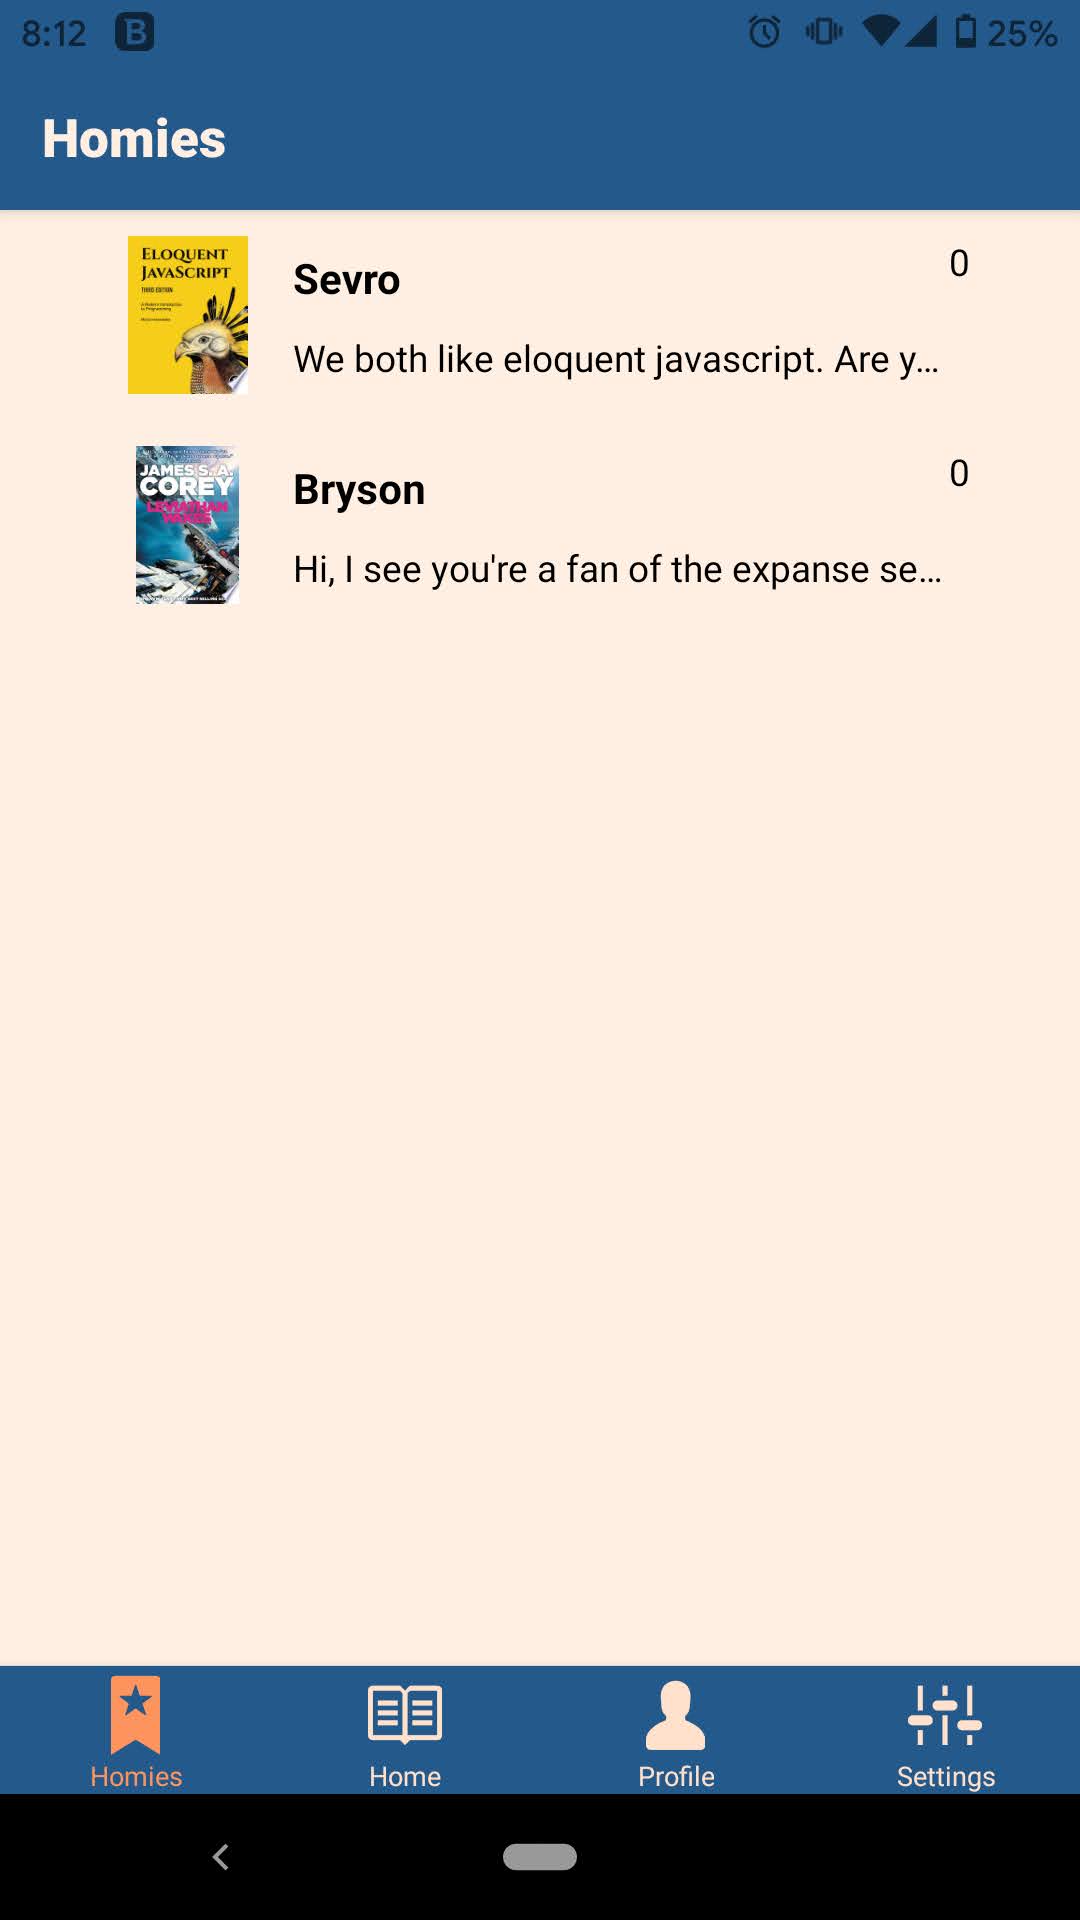 8:12
B
25%
Homies
ELOQUENT
JAVASCRIPT
THIRD EDITION
Sevro
0
We both like eloquent javascript. Are y...
JAMES S. A.
COREY
LEVIATHAN
WAKES
Bryson
0
Hi, I see you're a fan of the expanse se...
Homies
Home
Profile
Settings